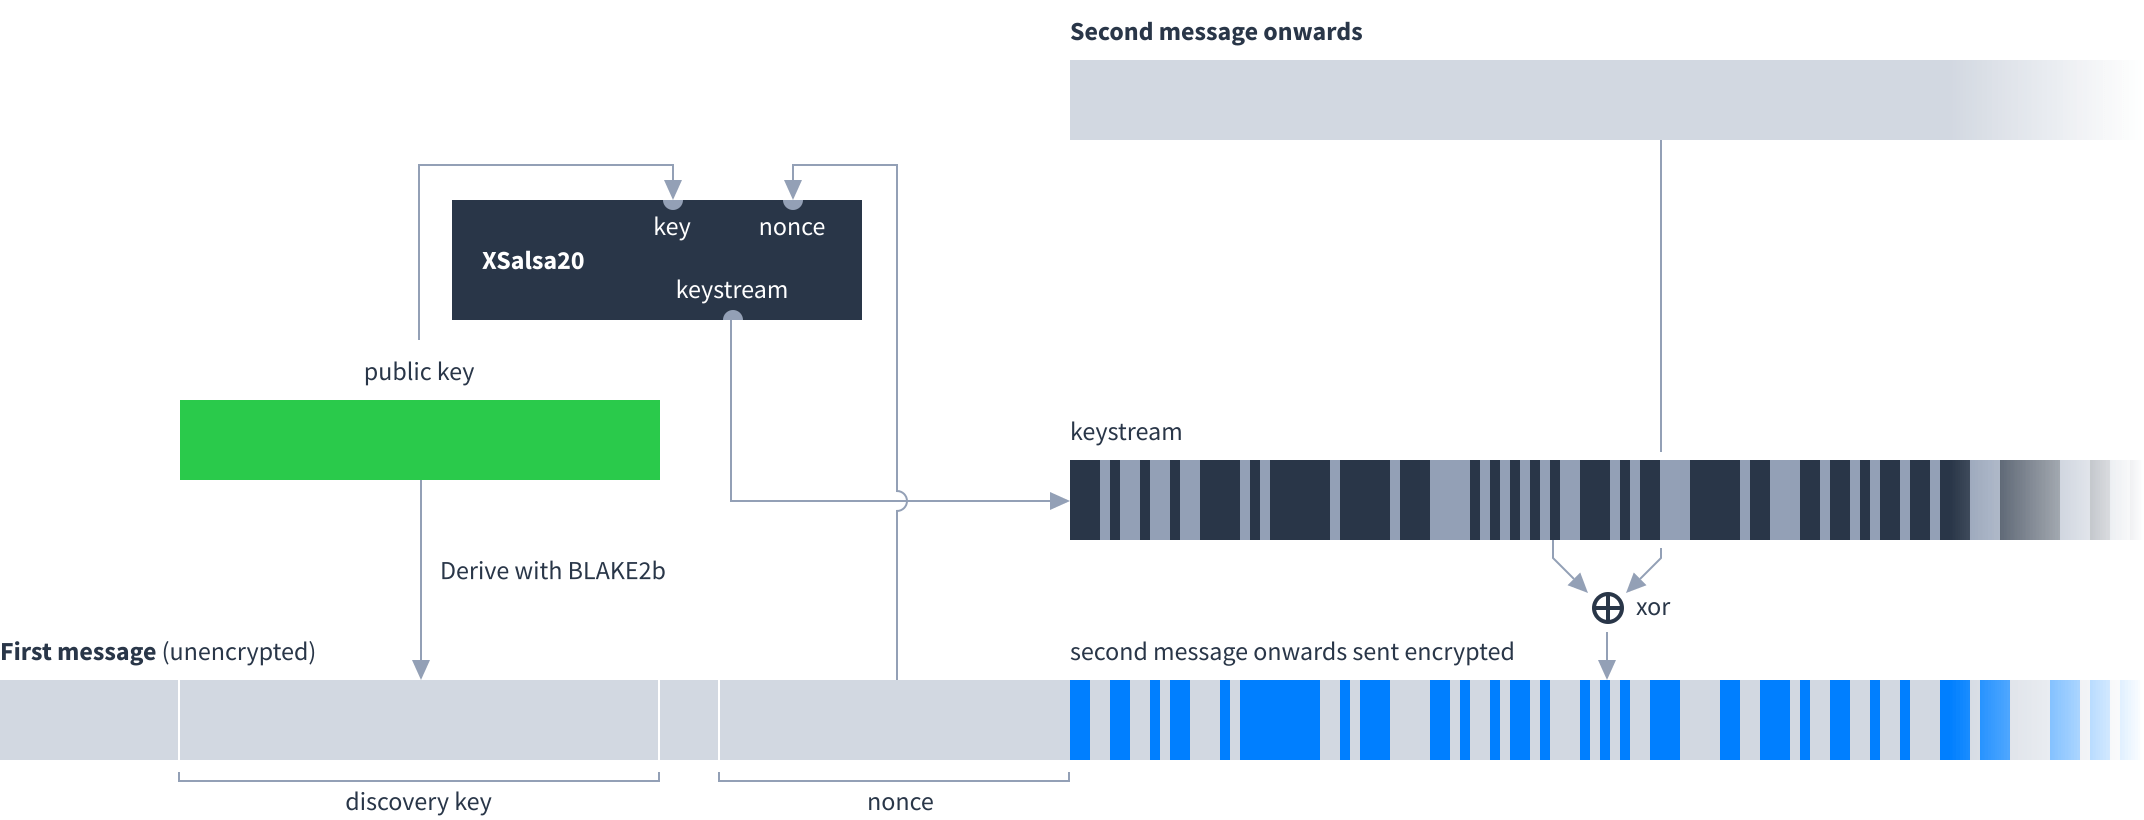 Second message onwards
key
nonce
XSalsa20
keystream
public key
keystream
Derive with BLAKE2b
xor
First message (unencrypted)
second message onwards sent encrypted
discovery key
nonce